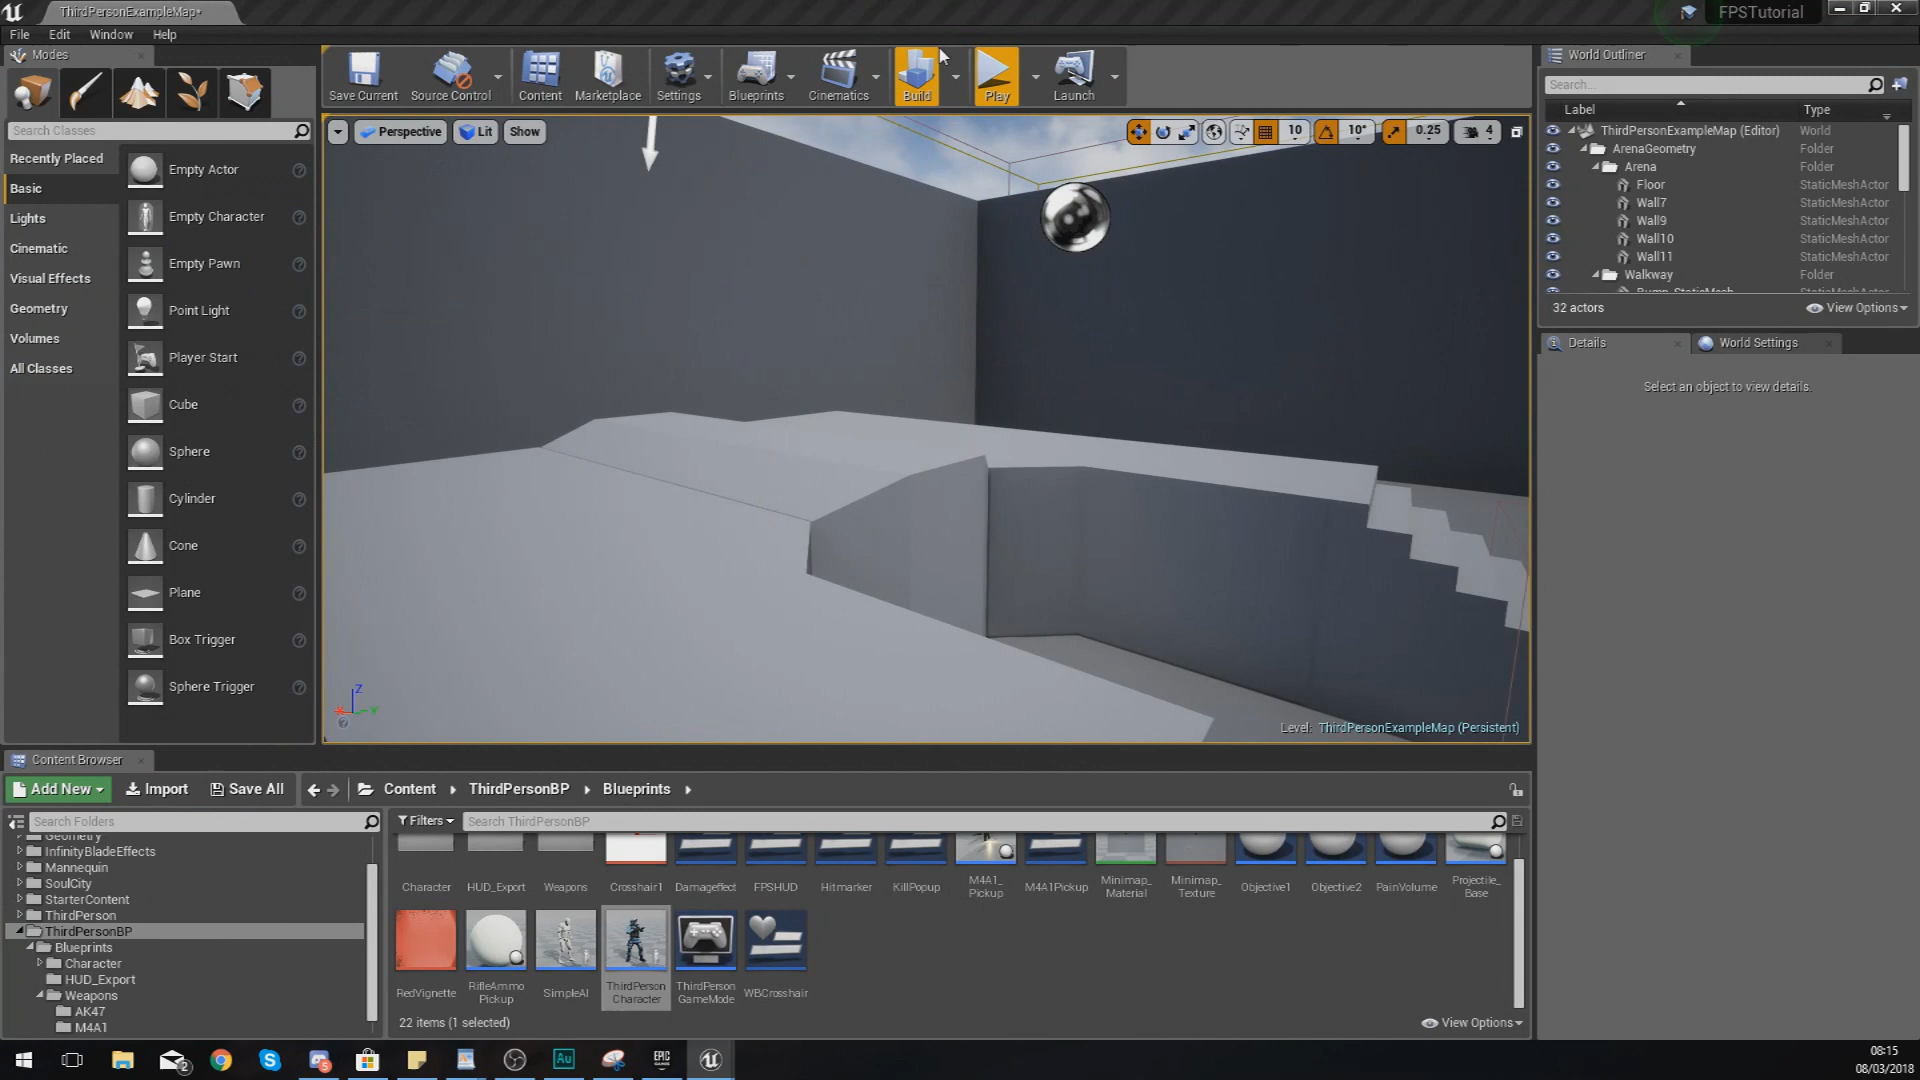 ThirdPersonExampleMap*
FPSTutorial
File Edit Window Help
Modes
Search Classes
Recently Placed
Basic
Lights
Cinematic
Visual Effects
Geometry
Volumes
All Classes
Empty Actor
Empty Character
Empty Pawn
Point Light
Player Start
Cube
Sphere
Cylinder
Cone
Plane
Box Trigger
Sphere Trigger
Save Current Source Control Content Marketplace Settings Blueprints Cinematics Build Play Launch
Perspective Lit Show 10 10° 0.25 4
Z
X Y
Level: ThirdPersonExampleMap (Persistent)
World Outliner
Search...
Label Type
ThirdPersonExampleMap (Editor) World
ArenaGeometry Folder
Arena Folder
Floor StaticMeshActor
Wall7 StaticMeshActor
Wall9 StaticMeshActor
Wall10 StaticMeshActor
Wall11 StaticMeshActor
Walkway Folder
32 actors View Options
Details World Settings
Select an object to view details.
Content Browser
Add New Import Save All Content ThirdPersonBP Blueprints
Search Folders
Geometry
InfinityBladeEffects
Mannequin
SoulCity
StarterContent
ThirdPerson
ThirdPersonBP
Blueprints
Character
HUD_Export
Weapons
AK47
M4A1
Filters Search ThirdPersonBP
Character HUD_Export Weapons Crosshair1 Damageeffect FPSHUD Hitmarker KillPopup M4A1_ Pickup M4A1Pickup Minimap_ Material Minimap_ Texture Objective1 Objective2 PainVolume Projectile_ Base
RedVignette RifleAmmo Pickup SimpleAI ThirdPerson Character ThirdPerson GameMode WBCrosshair
22 items (1 selected) View Options
2 5 Au EPIC GAMES
08:15
08/03/2018